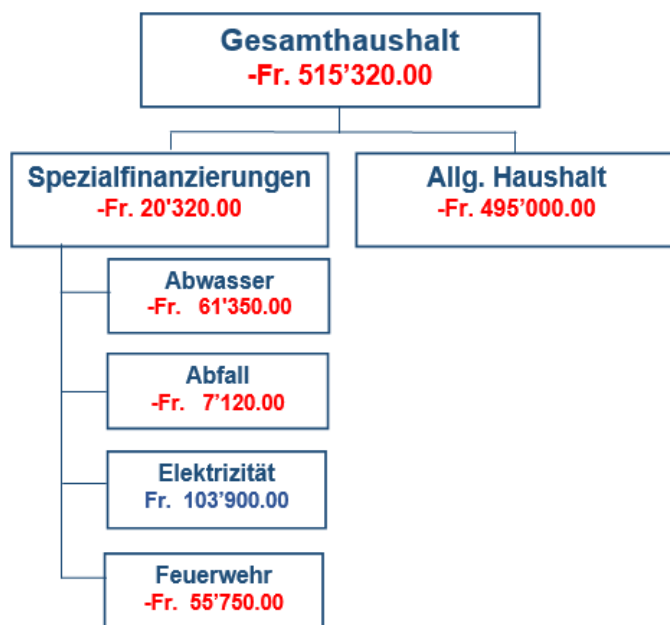 Gesamthaushalt
-Fr. 515’320.00
Spezialfinanzierungen
-Fr. 20'320.00
Allg. Haushalt
-Fr. 495’000.00
Abwasser
-Fr. 61'350.00
Abfall
-Fr. 7’120.00
Elektrizität
Fr. 103’900.00
Feuerwehr
-Fr. 55’750.00